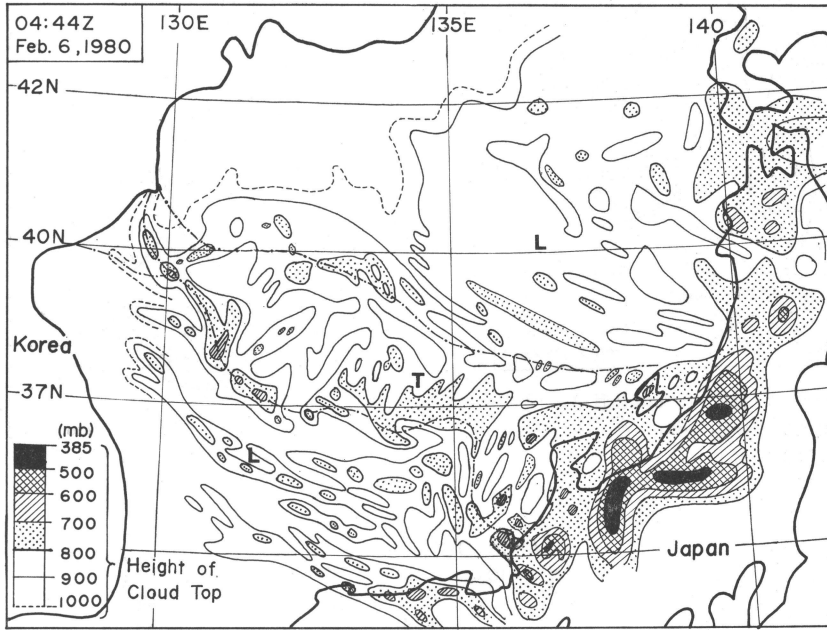 04:44Z
Feb. 6, 1980
130E
135E
140
42N
40N
L
Korea
T
37N
L
(mb)
385
500
600
700
800
900
1000
Height of
Cloud Top
Japan